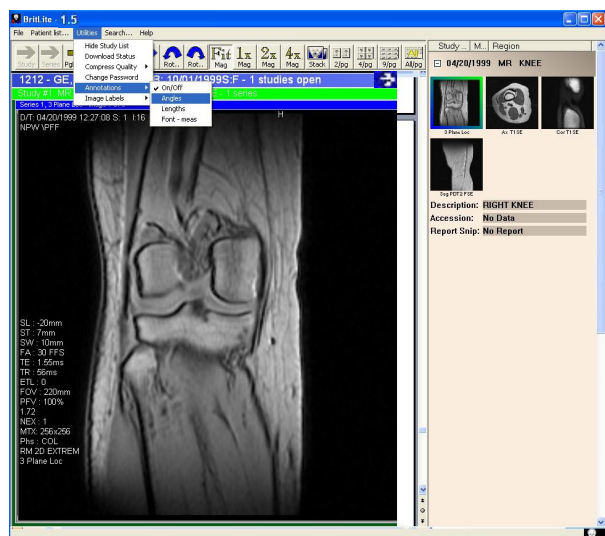 BritLite - 1.5
File Patient list... Utilities Search... Help
Hide Study List
Download Status
Compress Quality
Change Password
Annotations
Image Labels
On/Off
Angles
Lengths
Font - meas
Stack Series Rot.. Rot.. Fit Mag 1x Mag 2x Mag 4x Mag Stack 2/pg 4/pg 9/pg All/pg
1212 - GE, B: 10/01/1999S:F - 1 studies open
Study #1, MR E - 1 series
Series 1, 3 Plane Loc
D/T: 04/20/1999 12:27:08 S: 1 I:16
NPW \PFF
H
SL : -20mm
ST : 7mm
SW : 10mm
FA : 30 FFS
TE : 1.55ms
TR : 56ms
ETL : 0
FOV : 220mm
PFV : 100%
1.72
NEX : 1
MTX: 256x256
Phs : COL
RM 2D EXTREM
3 Plane Loc
Study ... M... Region
04/20/1999 MR KNEE
3 Plane Loc Ax T1 SE Cor T1 SE
Sag PDT2 FSE
Description: RIGHT KNEE
Accession: No Data
Report Snip: No Report